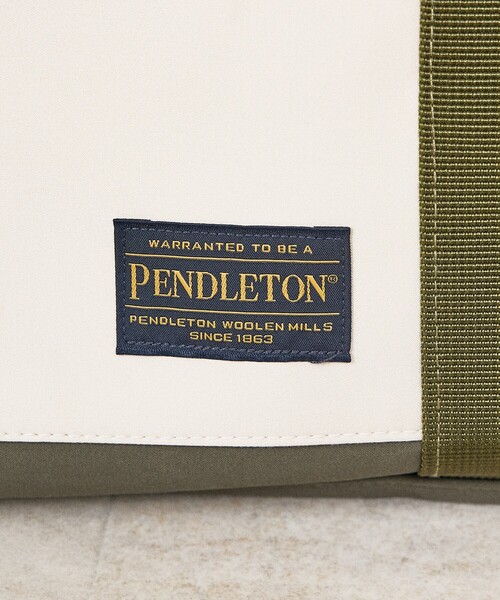 WARRANTED TO BE A
PENDLETON®
PENDLETON WOOLEN MILLS
SINCE 1863